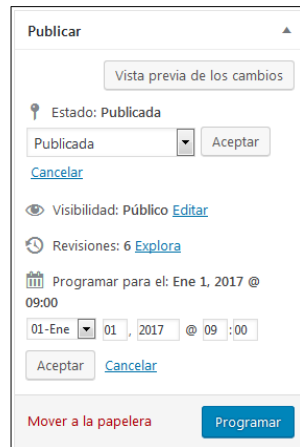 Publicar
Vista previa de los cambios
Estado: Publicada
Publicada Aceptar
Cancelar
Visibilidad: Público Editar
Revisiones: 6 Explora
Programar para el: Ene 1, 2017 @
09:00
01-Ene 01 , 2017 @ 09 :00
Aceptar Cancelar
Mover a la papelera Programar